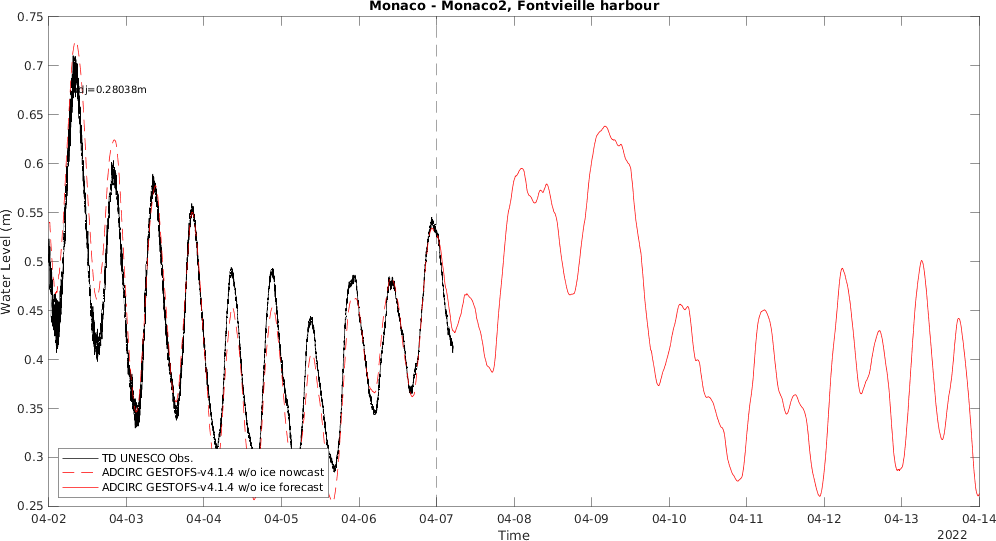 Monaco - Monaco2, Fontvieille harbour
0.75
0.7
0.65
0.6
0.55
0.5
0.45
0.4
0.35
0.3
0.25
Water Level (m)
dj=0.28038m
TD UNESCO Obs.
ADCIRC GESTOFS-v4.1.4 w/o ice nowcast
ADCIRC GESTOFS-v4.1.4 w/o ice forecast
04-02 04-03 04-04 04-05 04-06 04-07 04-08 04-09 04-10 04-11 04-12 04-13 04-14
Time
2022